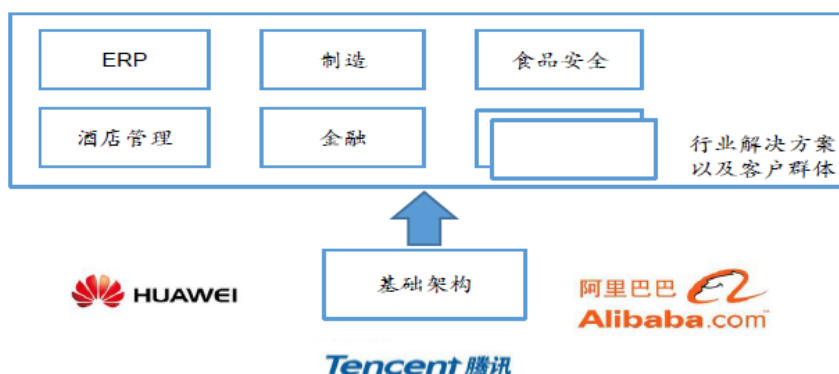 ERP
制造
食品安全
酒店管理
金融
行业解决方案
以及客户群体
基础架构
HUAWEI
阿里巴巴
Alibaba.com
Tencent 腾讯